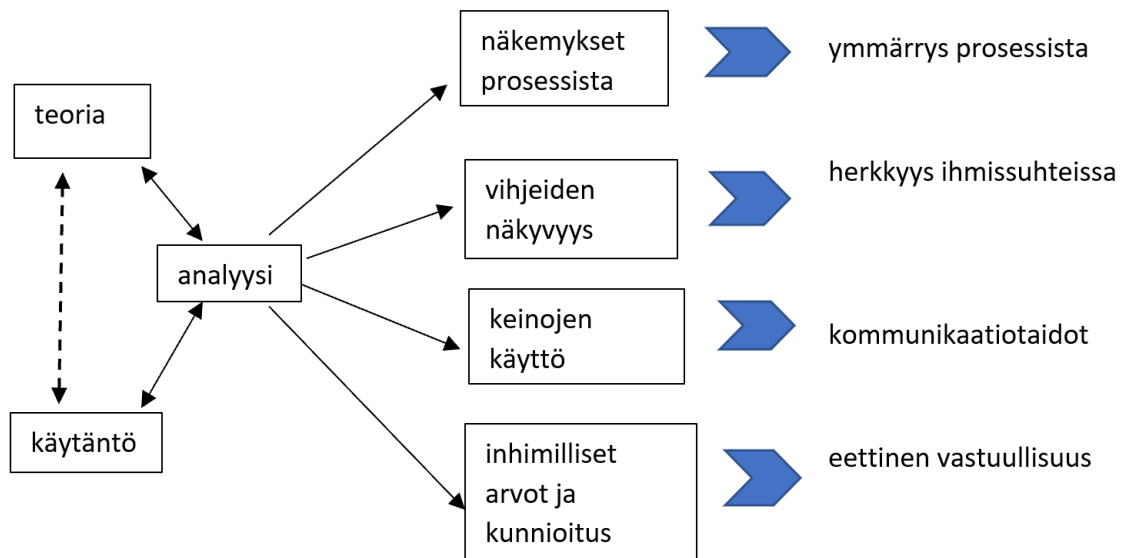 teoria
käytäntö
analyysi
näkemykset
prosessista
ymmärrys prosessista
vihjeiden
näkyvyys
herkkyys ihmissuhteissa
keinojen
käyttö
kommunikaatiotaidot
inhimilliset
arvot ja
kunnioitus
eettinen vastuullisuus